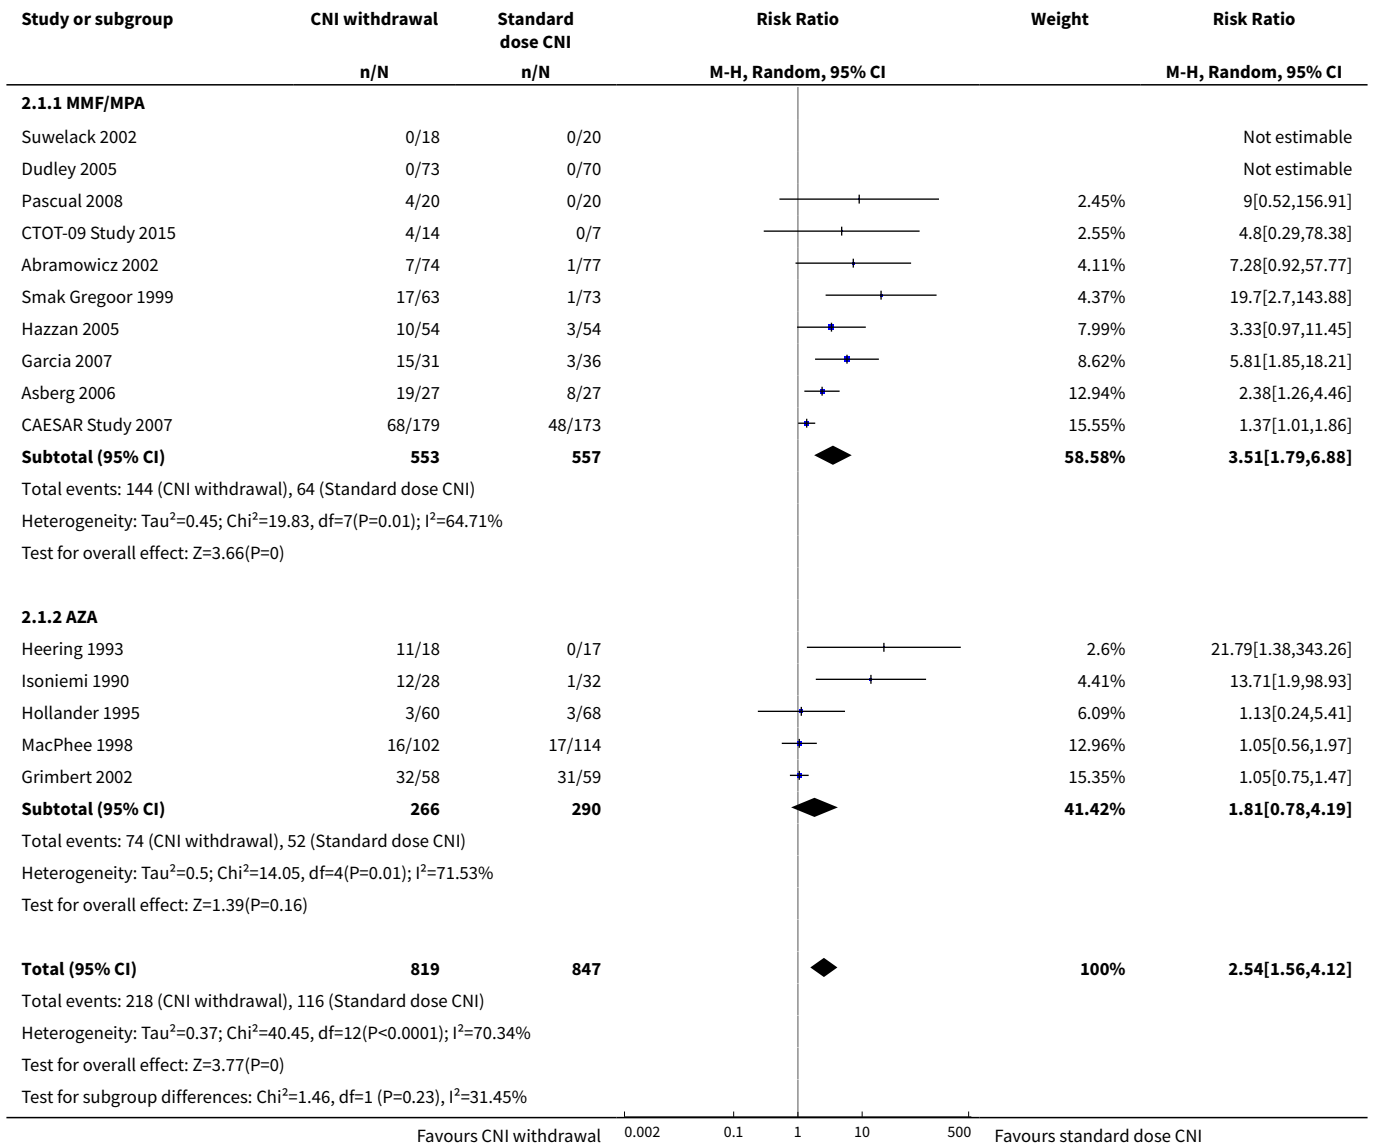 Study or subgroup CNI withdrawal Standard dose CNI Risk Ratio Weight Risk Ratio
n/N n/N M-H, Random, 95% CI M-H, Random, 95% CI
2.1.1 MMF/MPA
Suwelack 2002 0/18 0/20 Not estimable
Dudley 2005 0/73 0/70 Not estimable
Pascual 2008 4/20 0/20 2.45% 9[0.52,156.91]
CTOT-09 Study 2015 4/14 0/7 2.55% 4.8[0.29,78.38]
Abramowicz 2002 7/74 1/77 4.11% 7.28[0.92,57.77]
Smak Gregoor 1999 17/63 1/73 4.37% 19.7[2.7,143.88]
Hazzan 2005 10/54 3/54 7.99% 3.33[0.97,11.45]
Garcia 2007 15/31 3/36 8.62% 5.81[1.85,18.21]
Asberg 2006 19/27 8/27 12.94% 2.38[1.26,4.46]
CAESAR Study 2007 68/179 48/173 15.55% 1.37[1.01,1.86]
Subtotal (95% CI) 553 557 58.58% 3.51[1.79,6.88]
Total events: 144 (CNI withdrawal), 64 (Standard dose CNI)
Heterogeneity: Tau²=0.45; Chi²=19.83, df=7(P=0.01); I²=64.71%
Test for overall effect: Z=3.66(P=0)
2.1.2 AZA
Heering 1993 11/18 0/17 2.6% 21.79[1.38,343.26]
Isoniemi 1990 12/28 1/32 4.41% 13.71[1.9,98.93]
Hollander 1995 3/60 3/68 6.09% 1.13[0.24,5.41]
MacPhee 1998 16/102 17/114 12.96% 1.05[0.56,1.97]
Grimbert 2002 32/58 31/59 15.35% 1.05[0.75,1.47]
Subtotal (95% CI) 266 290 41.42% 1.81[0.78,4.19]
Total events: 74 (CNI withdrawal), 52 (Standard dose CNI)
Heterogeneity: Tau²=0.5; Chi²=14.05, df=4(P=0.01); I²=71.53%
Test for overall effect: Z=1.39(P=0.16)
Total (95% CI) 819 847 100% 2.54[1.56,4.12]
Total events: 218 (CNI withdrawal), 116 (Standard dose CNI)
Heterogeneity: Tau²=0.37; Chi²=40.45, df=12(P<0.0001); I²=70.34%
Test for overall effect: Z=3.77(P=0)
Test for subgroup differences: Chi²=1.46, df=1 (P=0.23), I²=31.45%
Favours CNI withdrawal 0.002 0.1 1 10 500 Favours standard dose CNI